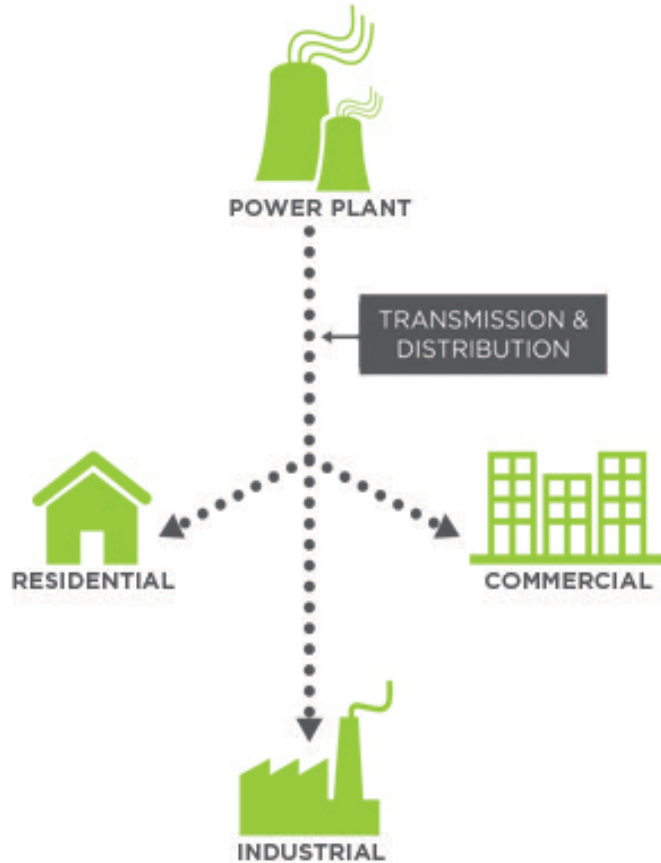 POWER PLANT
TRANSMISSION &
DISTRIBUTION
RESIDENTIAL
COMMERCIAL
INDUSTRIAL